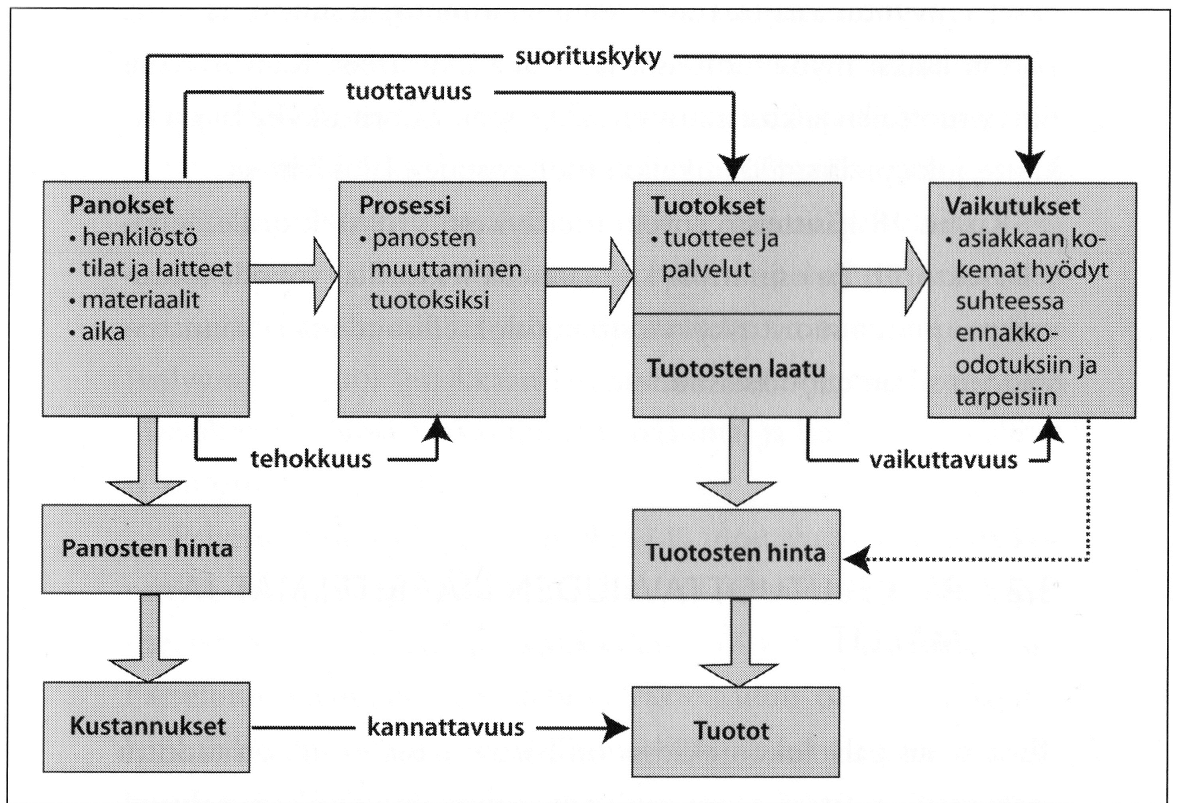 suorituskyky
tuottavuus
Panokset
• henkilöstö
• tilat ja laitteet
• materiaalit
• aika
Prosessi
• panosten
muuttaminen
tuotoksiksi
Tuotokset
• tuotteet ja
palvelut
Tuotosten laatu
Vaikutukset
• asiakkaan ko-
kemat hyödyt
suhteessa
ennakko-
odotuksiin ja
tarpeisiin
tehokkuus
vaikuttavuus
Panosten hinta
Tuotosten hinta
Kustannukset
kannattavuus
Tuotot